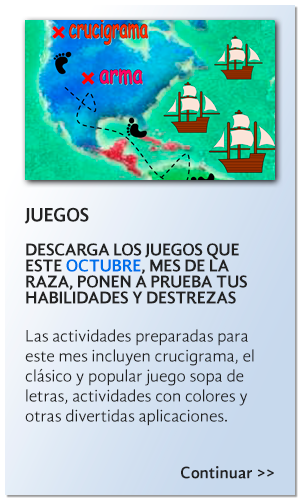 crucigrama
arma
JUEGOS
DESCARGA LOS JUEGOS QUE
ESTE OCTUBRE, MES DE LA
RAZA, PONEN A PRUEBA TUS
HABILIDADES Y DESTREZAS
Las actividades preparadas para
este mes incluyen crucigrama, el
clásico y popular juego sopa de
letras, actividades con colores y
otras divertidas aplicaciones.
Continuar >>